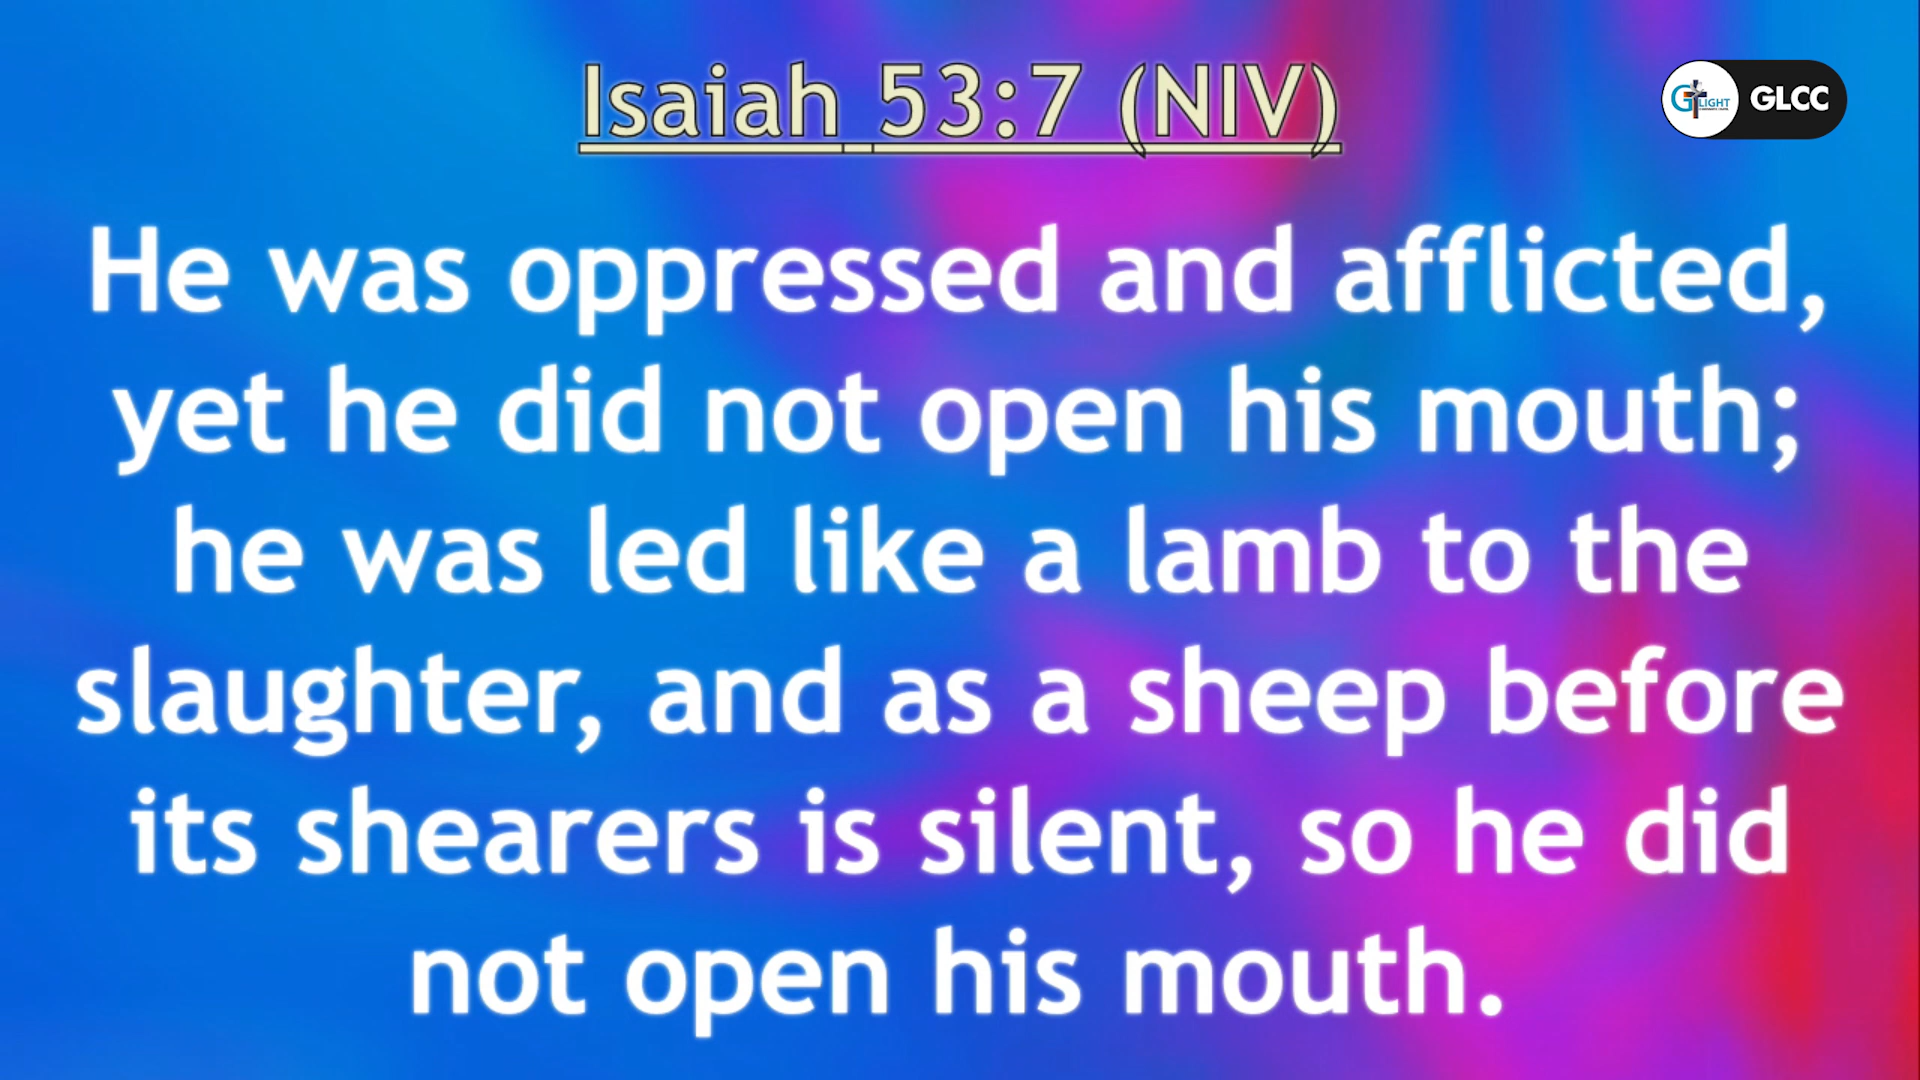 Isaiah 53:7 (NIV)
GLIGHT GLCC
He was oppressed and afflicted,
yet he did not open his mouth;
he was led like a lamb to the
slaughter, and as a sheep before
its shearers is silent, so he did
not open his mouth.